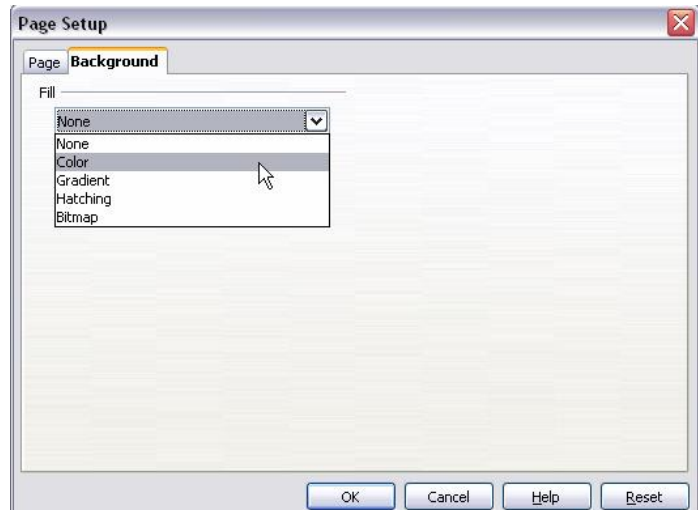 Page Setup
Page Background
Fill
None
None
Color
Gradient
Hatching
Bitmap
OK Cancel Help Reset